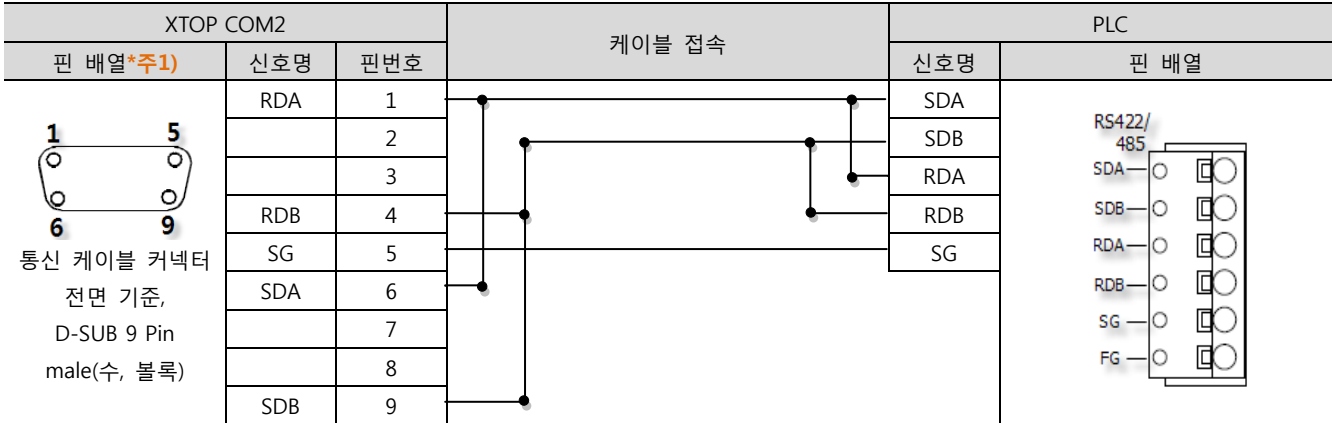 XTOP COM2 케이블 접속 PLC
핀 배열*주1) 신호명 핀번호 신호명 핀 배열
RDA 1 SDA
2 SDB
3 RDA
RDB 4 RDB
SG 5 SG
SDA 6
7
8
SDB 9
1 5
6 9
통신 케이블 커넥터
전면 기준,
D-SUB 9 Pin
male(수, 볼록)
RS422/
485
SDA
SDB
RDA
RDB
SG
FG